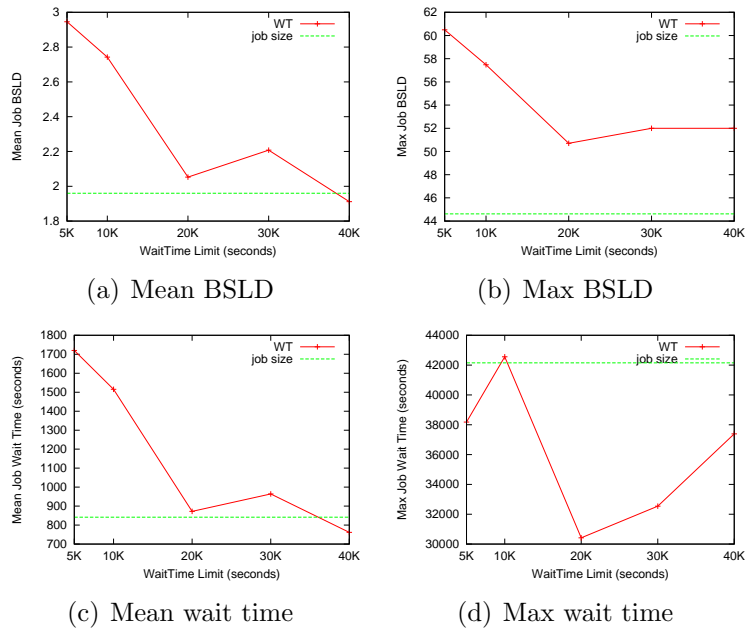 3
2.8
2.6
2.4
2.2
2
1.8
Mean Job BSLD
WT
job size
5K 10K 20K 30K 40K
WaitTime Limit (seconds)
(a) Mean BSLD
62
60
58
56
54
52
50
48
46
44
Max Job BSLD
WT
job size
5K 10K 20K 30K 40K
WaitTime Limit (seconds)
(b) Max BSLD
1800
1700
1600
1500
1400
1300
1200
1100
1000
900
800
700
Mean Job Wait Time (seconds)
WT
job size
5K 10K 20K 30K 40K
WaitTime Limit (seconds)
(c) Mean wait time
44000
42000
40000
38000
36000
34000
32000
30000
Max Job Wait Time (seconds)
WT
job size
5K 10K 20K 30K 40K
WaitTime Limit (seconds)
(d) Max wait time